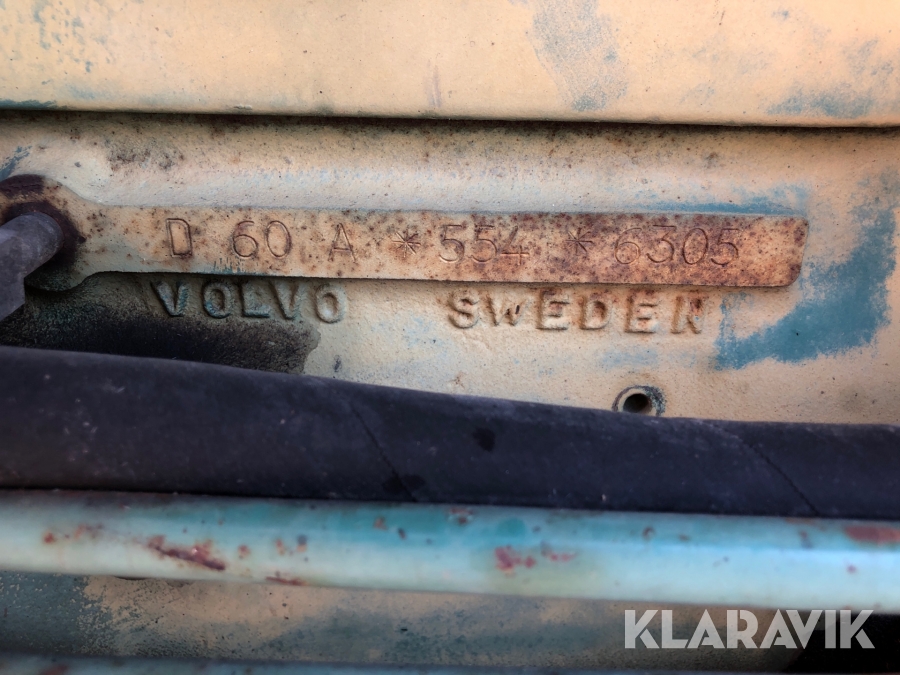 D 60 A *554 *6305
VOLVO SWEDEN
KLARAVIK